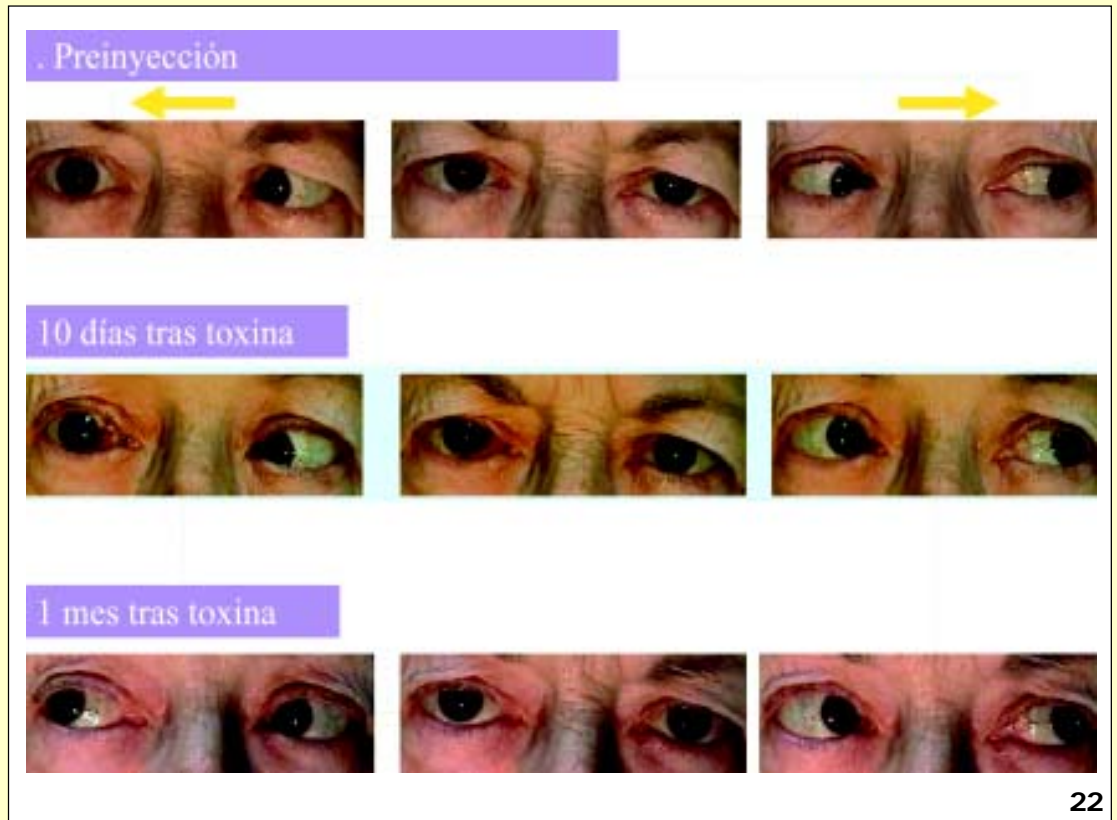 . Preinyección
10 días tras toxina
1 mes tras toxina
22